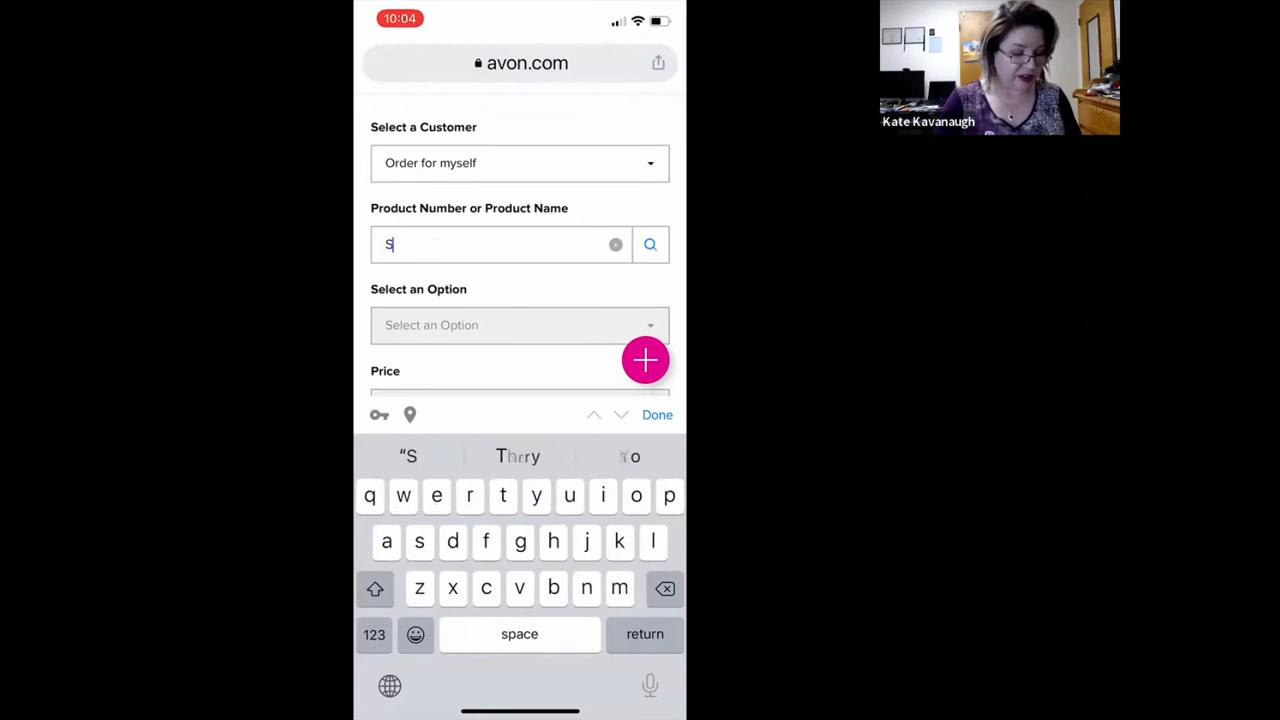 10:04
avon.com
Select a Customer
Order for myself
Product Number or Product Name
S
Select an Option
Select an Option
Price
Done
“S
q w e r t y u i o p
a s d f g h j k l
z x c v b n m
123 space return
Kate Kavanaugh